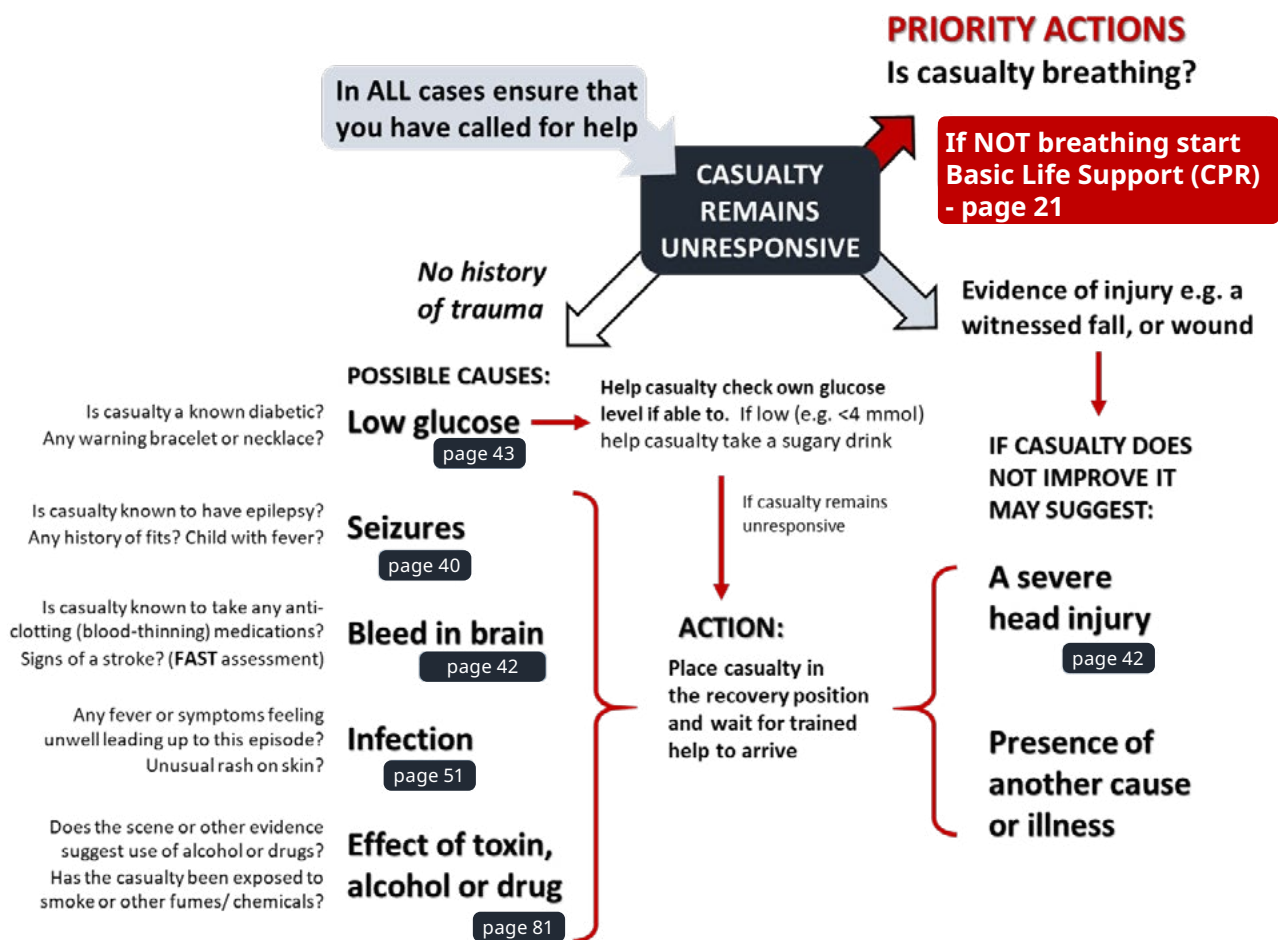 PRIORITY ACTIONS
Is casualty breathing?
In ALL cases ensure that
you have called for help
If NOT breathing start
Basic Life Support (CPR)
- page 21
CASUALTY
REMAINS
UNRESPONSIVE
No history
of trauma
Evidence of injury e.g. a
witnessed fall, or wound
POSSIBLE CAUSES:
Is casualty a known diabetic?
Any warning bracelet or necklace?
Low glucose
page 43
Help casualty check own glucose
level if able to. If low (e.g. <4 mmol)
help casualty take a sugary drink
If casualty remains
unresponsive
IF CASUALTY DOES
NOT IMPROVE IT
MAY SUGGEST:
Is casualty known to have epilepsy?
Any history of fits? Child with fever?
Seizures
page 40
Is casualty known to take any anti-
clotting (blood-thinning) medications?
Signs of a stroke? (FAST assessment)
Bleed in brain
page 42
ACTION:
Place casualty in
the recovery position
and wait for trained
help to arrive
A severe
head injury
page 42
Any fever or symptoms feeling
unwell leading up to this episode?
Unusual rash on skin?
Infection
page 51
Presence of
another cause
or illness
Does the scene or other evidence
suggest use of alcohol or drugs?
Has the casualty been exposed to
smoke or other fumes/ chemicals?
Effect of toxin,
alcohol or drug
page 81